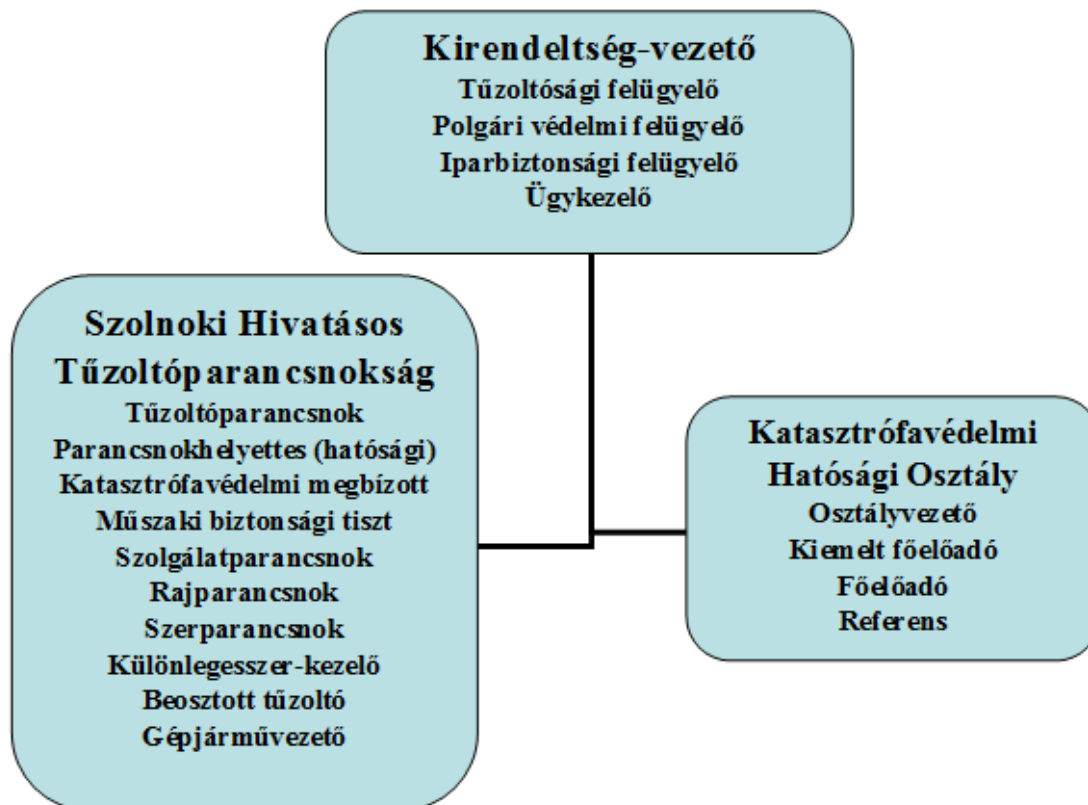 Kirendeltség-vezető
Tűzoltósági felügyelő
Polgári védelmi felügyelő
Iparbiztonsági felügyelő
Ügykezelő
Szolnoki Hivatásos
Tűzoltóparancsnokság
Tűzoltóparancsnok
Parancsnokhelyettes (hatósági)
Katasztrófavédelmi megbízott
Műszaki biztonsági tiszt
Szolgálatparancsnok
Rajparancsnok
Szerparancsnok
Különlegesszer-kezelő
Beosztott tűzoltó
Gépjárművezető
Katasztrófavédelmi
Hatósági Osztály
Osztályvezető
Kiemelt főelőadó
Főelőadó
Referens